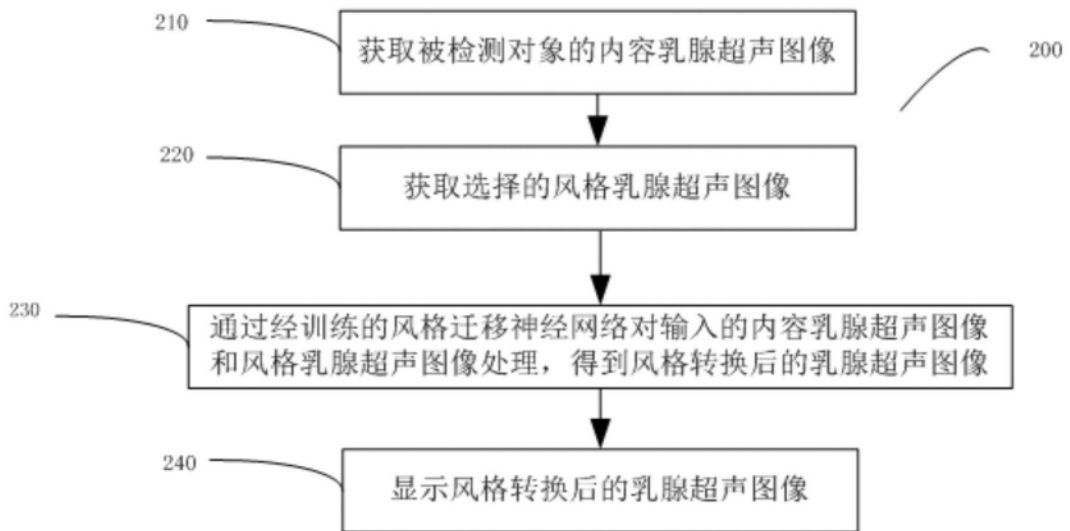 210
获取被检测对象的内容乳腺超声图像
200
220
获取选择的风格乳腺超声图像
230
通过经训练的风格迁移神经网络对输入的内容乳腺超声图像
和风格乳腺超声图像处理，得到风格转换后的乳腺超声图像
240
显示风格转换后的乳腺超声图像